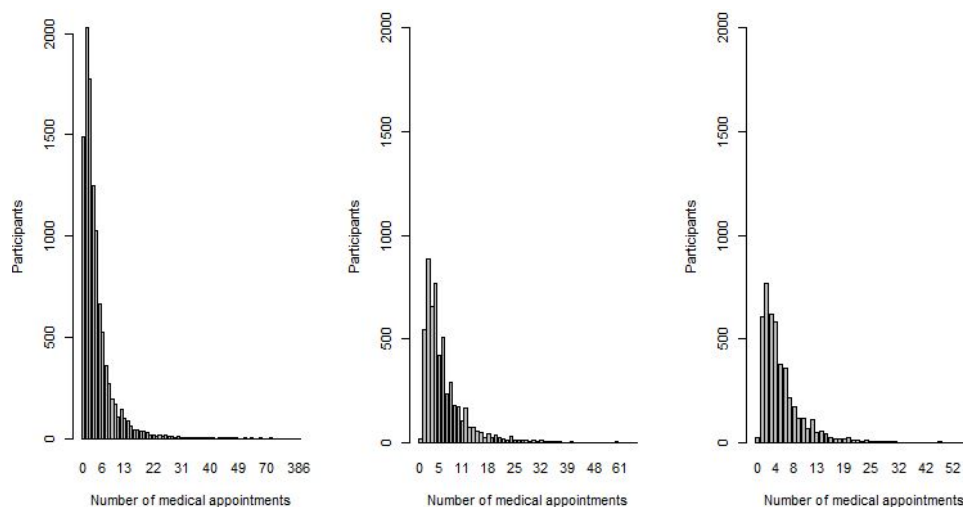 2000
1500
1000
500
0
Participants
0 6 13 22 31 40 49 70 386
Number of medical appointments
2000
1500
1000
500
0
Participants
0 5 11 18 25 32 39 48 61
Number of medical appointments
2000
1500
1000
500
0
Participants
0 4 8 13 19 25 32 42 52
Number of medical appointments